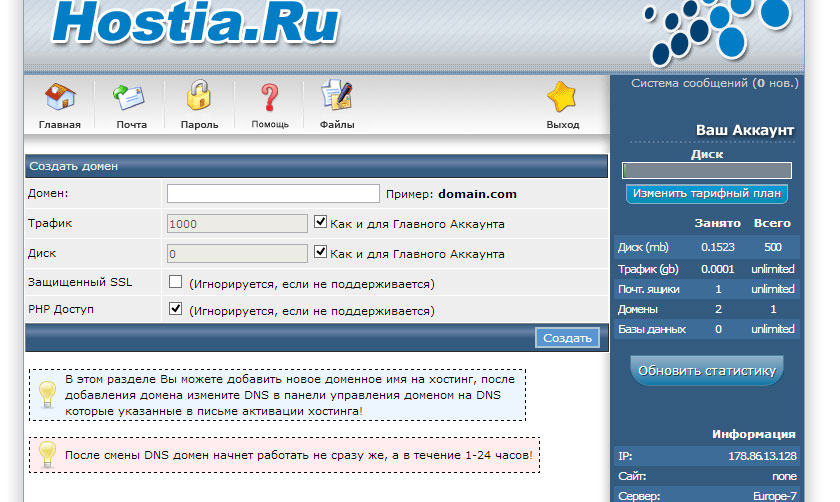 Hostia.Ru
Главная Почта Пароль Помощь Файлы Выход
Создать домен
Домен: Пример: domain.com
Трафик 1000 Как и для Главного Аккаунта
Диск 0 Как и для Главного Аккаунта
Защищенный SSL (Игнорируется, если не поддерживается)
PHP Доступ (Игнорируется, если не поддерживается)
Создать
В этом разделе Вы можете добавить новое доменное имя на хостинг, после
добавления домена измените DNS в панели управления доменом на DNS
которые указанные в письме активации хостинга!
После смены DNS домен начнет работать не сразу же, а в течение 1-24 часов!
Система сообщений (0 нов.)
Ваш Аккаунт
Диск
Изменить тарифный план
Занято Всего
Диск (mb) 0.1523 500
Трафик (gb) 0.0001 unlimited
Почт. ящики 1 unlimited
Домены 2 1
Базы данных 0 unlimited
Обновить статистику
Информация
IP: 178.86.13.128
Сайт: none
Сервер: Europe-7